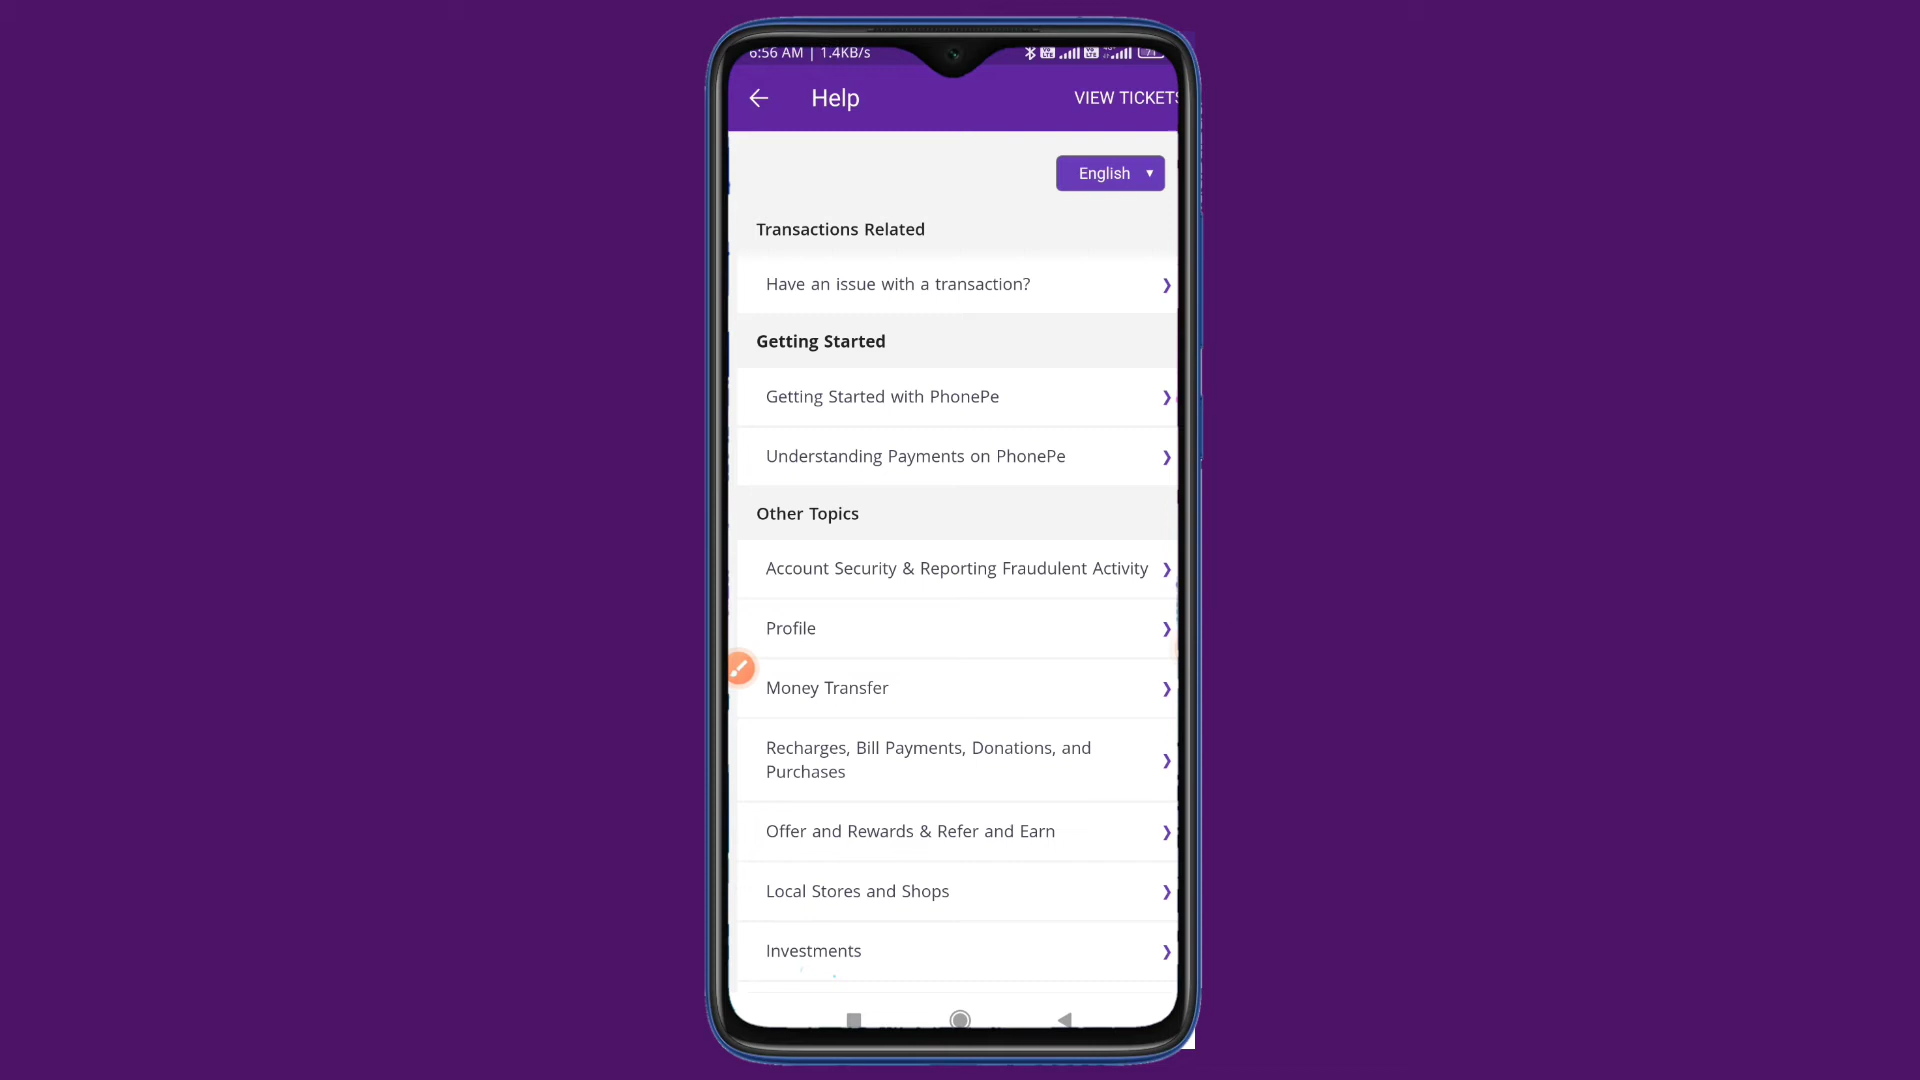 6:56 AM | 1.4KB/s
Help
VIEW TICKETS
English
Transactions Related
Have an issue with a transaction?
Getting Started
Getting Started with PhonePe
Understanding Payments on PhonePe
Other Topics
Account Security & Reporting Fraudulent Activity
Profile
Money Transfer
Recharges, Bill Payments, Donations, and
Purchases
Offer and Rewards & Refer and Earn
Local Stores and Shops
Investments